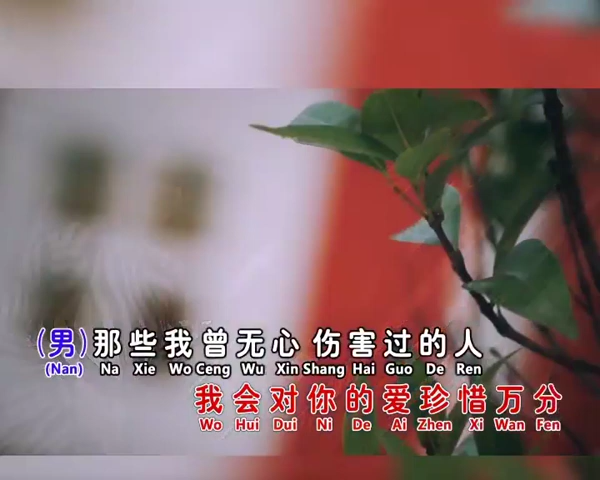 (男)那些我曾无心 伤害过的人
(Nan) Na Xie Wo Ceng Wu Xin Shang Hai Guo De Ren
我会对你的爱珍惜万分
Wo Hui Dui Ni De Ai Zhen Xi Wan Fen